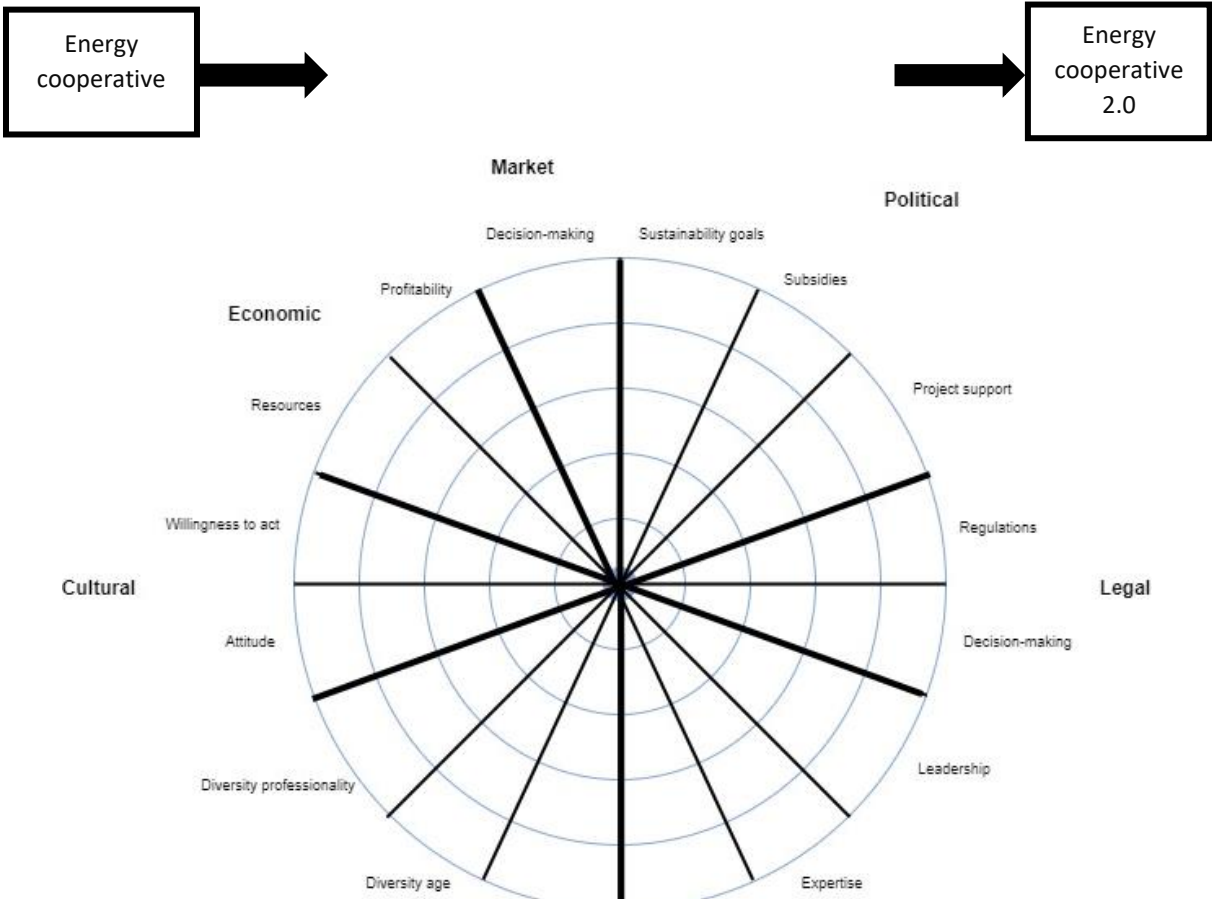 Energy
cooperative
Energy
cooperative
2.0
Market
Political
Decision-making
Sustainability goals
Subsidies
Profitability
Economic
Project support
Resources
Willingness to act
Regulations
Cultural
Legal
Attitude
Decision-making
Leadership
Diversity professionality
Diversity age
Expertise